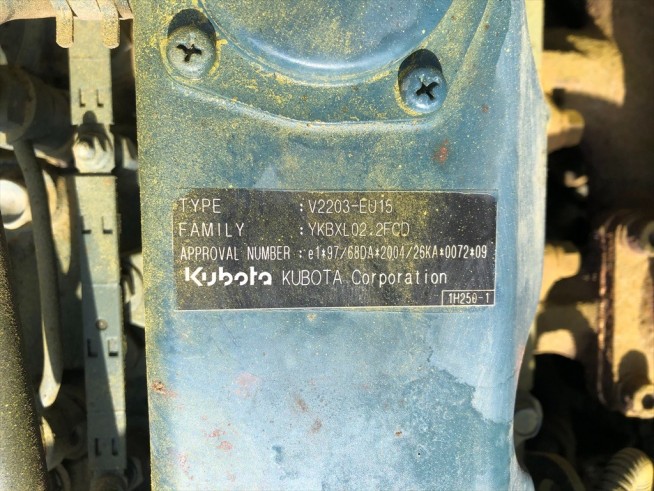 TYPE :V2203-EU15
FAMILY :YKBXL02.2FCD
APPROVAL NUMBER :e1*97/68DA*2004/26KA*0072*09
Kubota KUBOTA Corporation
1H250-1